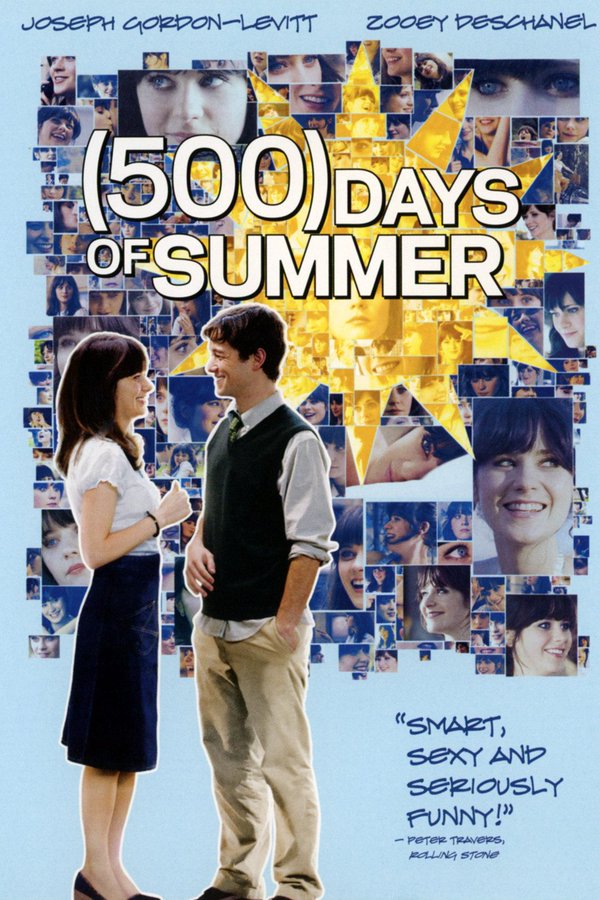 JOSEPH GORDON-LEVITT ZOOEY DESCHANEL
(500) DAYS
OF SUMMER
"SMART,
SEXY AND
SERIOUSLY
FUNNY!"
– PETER TRAVERS,
ROLLING STONE